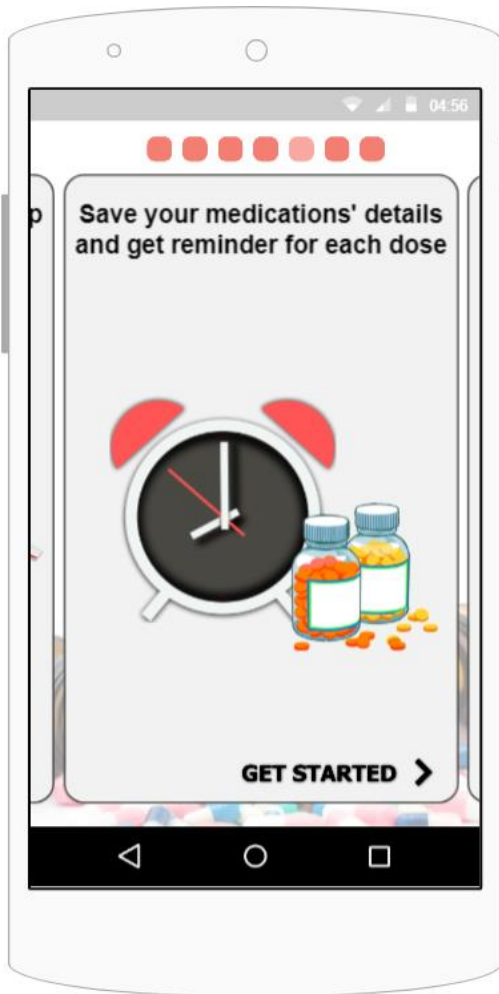 04:56
p
Save your medications' details
and get reminder for each dose
GET STARTED